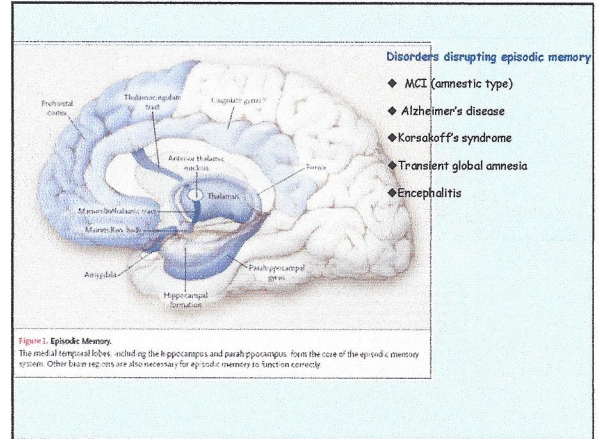 Disorders disrupting episodic memory
❖ MCI (amnestic type)
❖ Alzheimer's disease
❖Korsakoff's syndrome
❖Transient global amnesia
❖Encephalitis
Prefrontal
cortex
Thalamocingulate
tract
Cingulate gyrus
Anterior thalamic
nucleus
Fornix
Thalamus
Mammillothalamic tract
Mammillary body
Amygdala
Parahippocampal
gyrus
Hippocampal
formation
Figure 1. Episodic Memory.
The medial temporal lobes, including the hippocampus and parahippocampus, form the core of the episodic memory
system. Other brain regions are also necessary for episodic memory to function correctly.